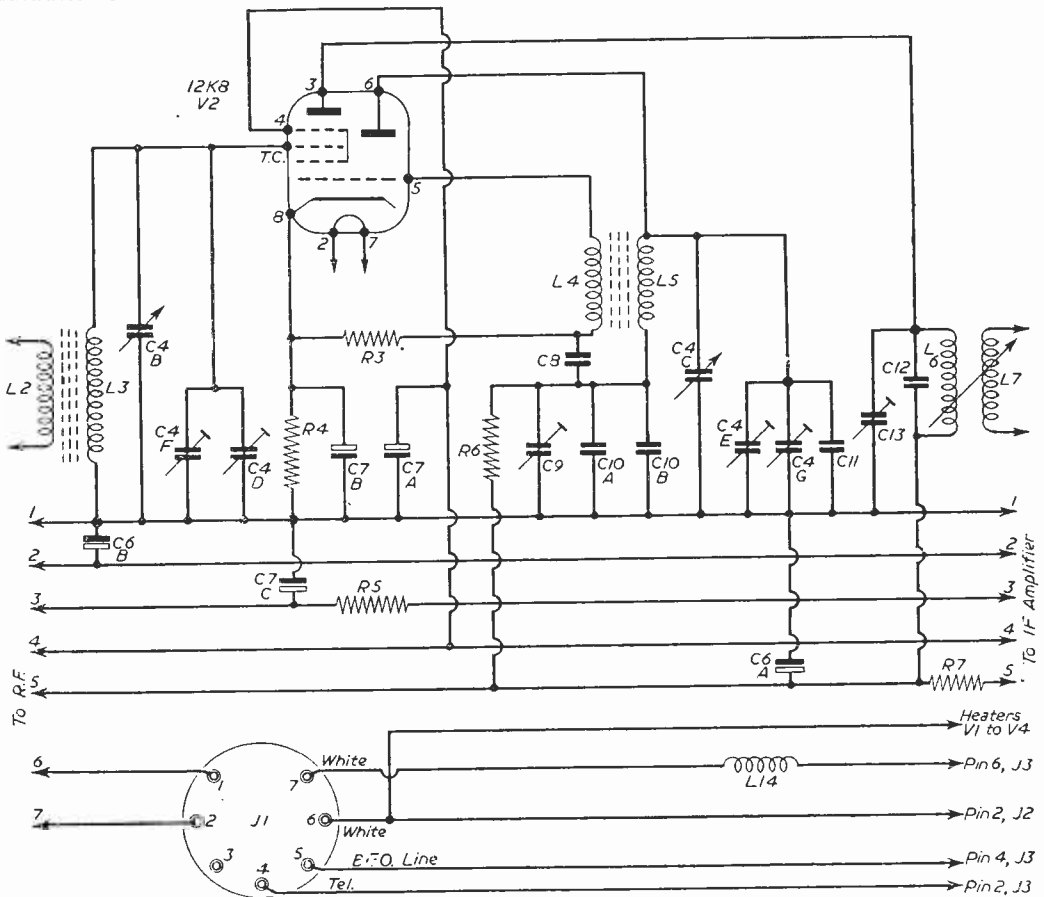 12K8
V2
3
6
4
T.C.
5
8
2
7
L2
L3
C4
B
C4
F
C4
D
R4
R3
C7
B
C7
A
L4
L5
C8
R6
C9
C10
A
C10
B
C4
C
C4
E
C4
G
C11
C13
C12
L
6
L7
1
1
C6
B
2
2
3
C7
C
R5
3
4
4
5
C6
A
R7
5
To R.F.
To IF Amplifier
Heaters
V1 to V4
6
1
White
7
L14
Pin 6, J3
7
2
J1
6
White
Pin 2, J2
3
5
Line
Pin 4, J3
4
Tel.
Pin 2, J3